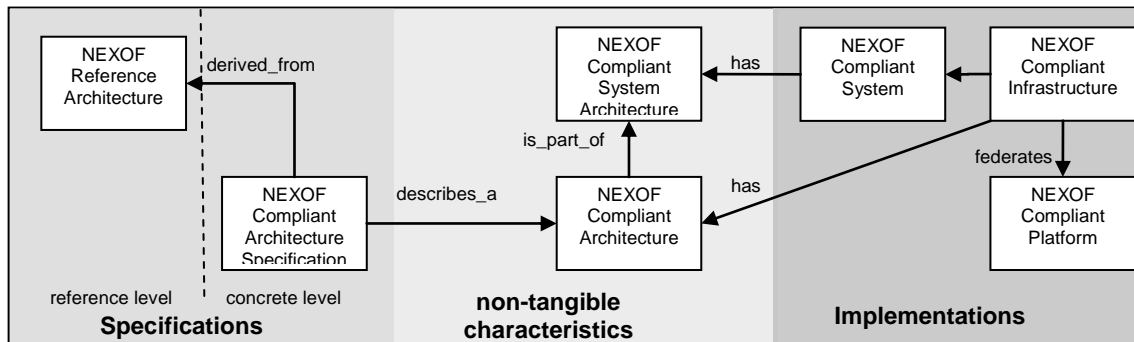 NEXOF
Reference
Architecture
derived_from
NEXOF
Compliant
Architecture
Specification
reference level
concrete level
Specifications
describes_a
NEXOF
Compliant
System
Architecture
is_part_of
NEXOF
Compliant
Architecture
non-tangible
characteristics
has
has
NEXOF
Compliant
System
NEXOF
Compliant
Infrastructure
federates
NEXOF
Compliant
Platform
Implementations